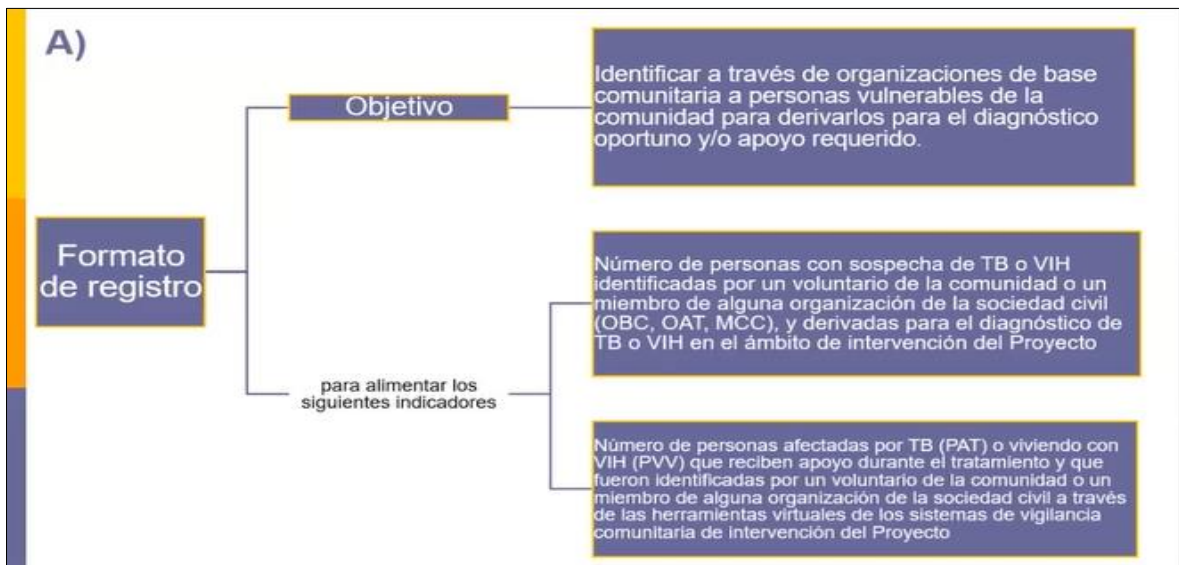 A)
Formato
de registro
Objetivo
Identificar a través de organizaciones de base
comunitaria a personas vulnerables de la
comunidad para derivarlos para el diagnóstico
oportuno y/o apoyo requerido.
para alimentar los
siguientes indicadores
Número de personas con sospecha de TB o VIH
identificadas por un voluntario de la comunidad o un
miembro de alguna organización de la sociedad civil
(OBC, OAT, MCC), y derivadas para el diagnóstico de
TB o VIH en el ámbito de intervención del Proyecto
Número de personas afectadas por TB (PAT) o viviendo con
VIH (PVV) que reciben apoyo durante el tratamiento y que
fueron identificadas por un voluntario de la comunidad o un
miembro de alguna organización de la sociedad civil a través
de las herramientas virtuales de los sistemas de vigilancia
comunitaria de intervención del Proyecto